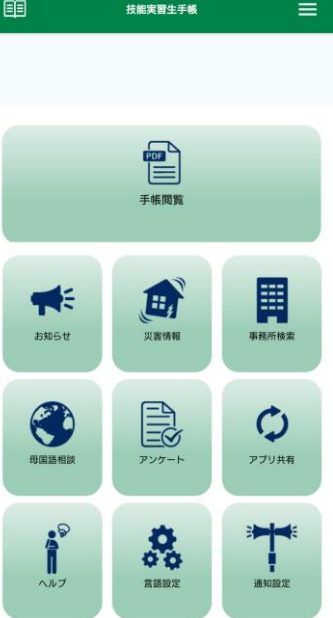 技能実習生手帳
PDF
手帳閲覧
お知らせ
災害情報
事務所検索
母国語相談
アンケート
アプリ共有
ヘルプ
言語設定
通知設定